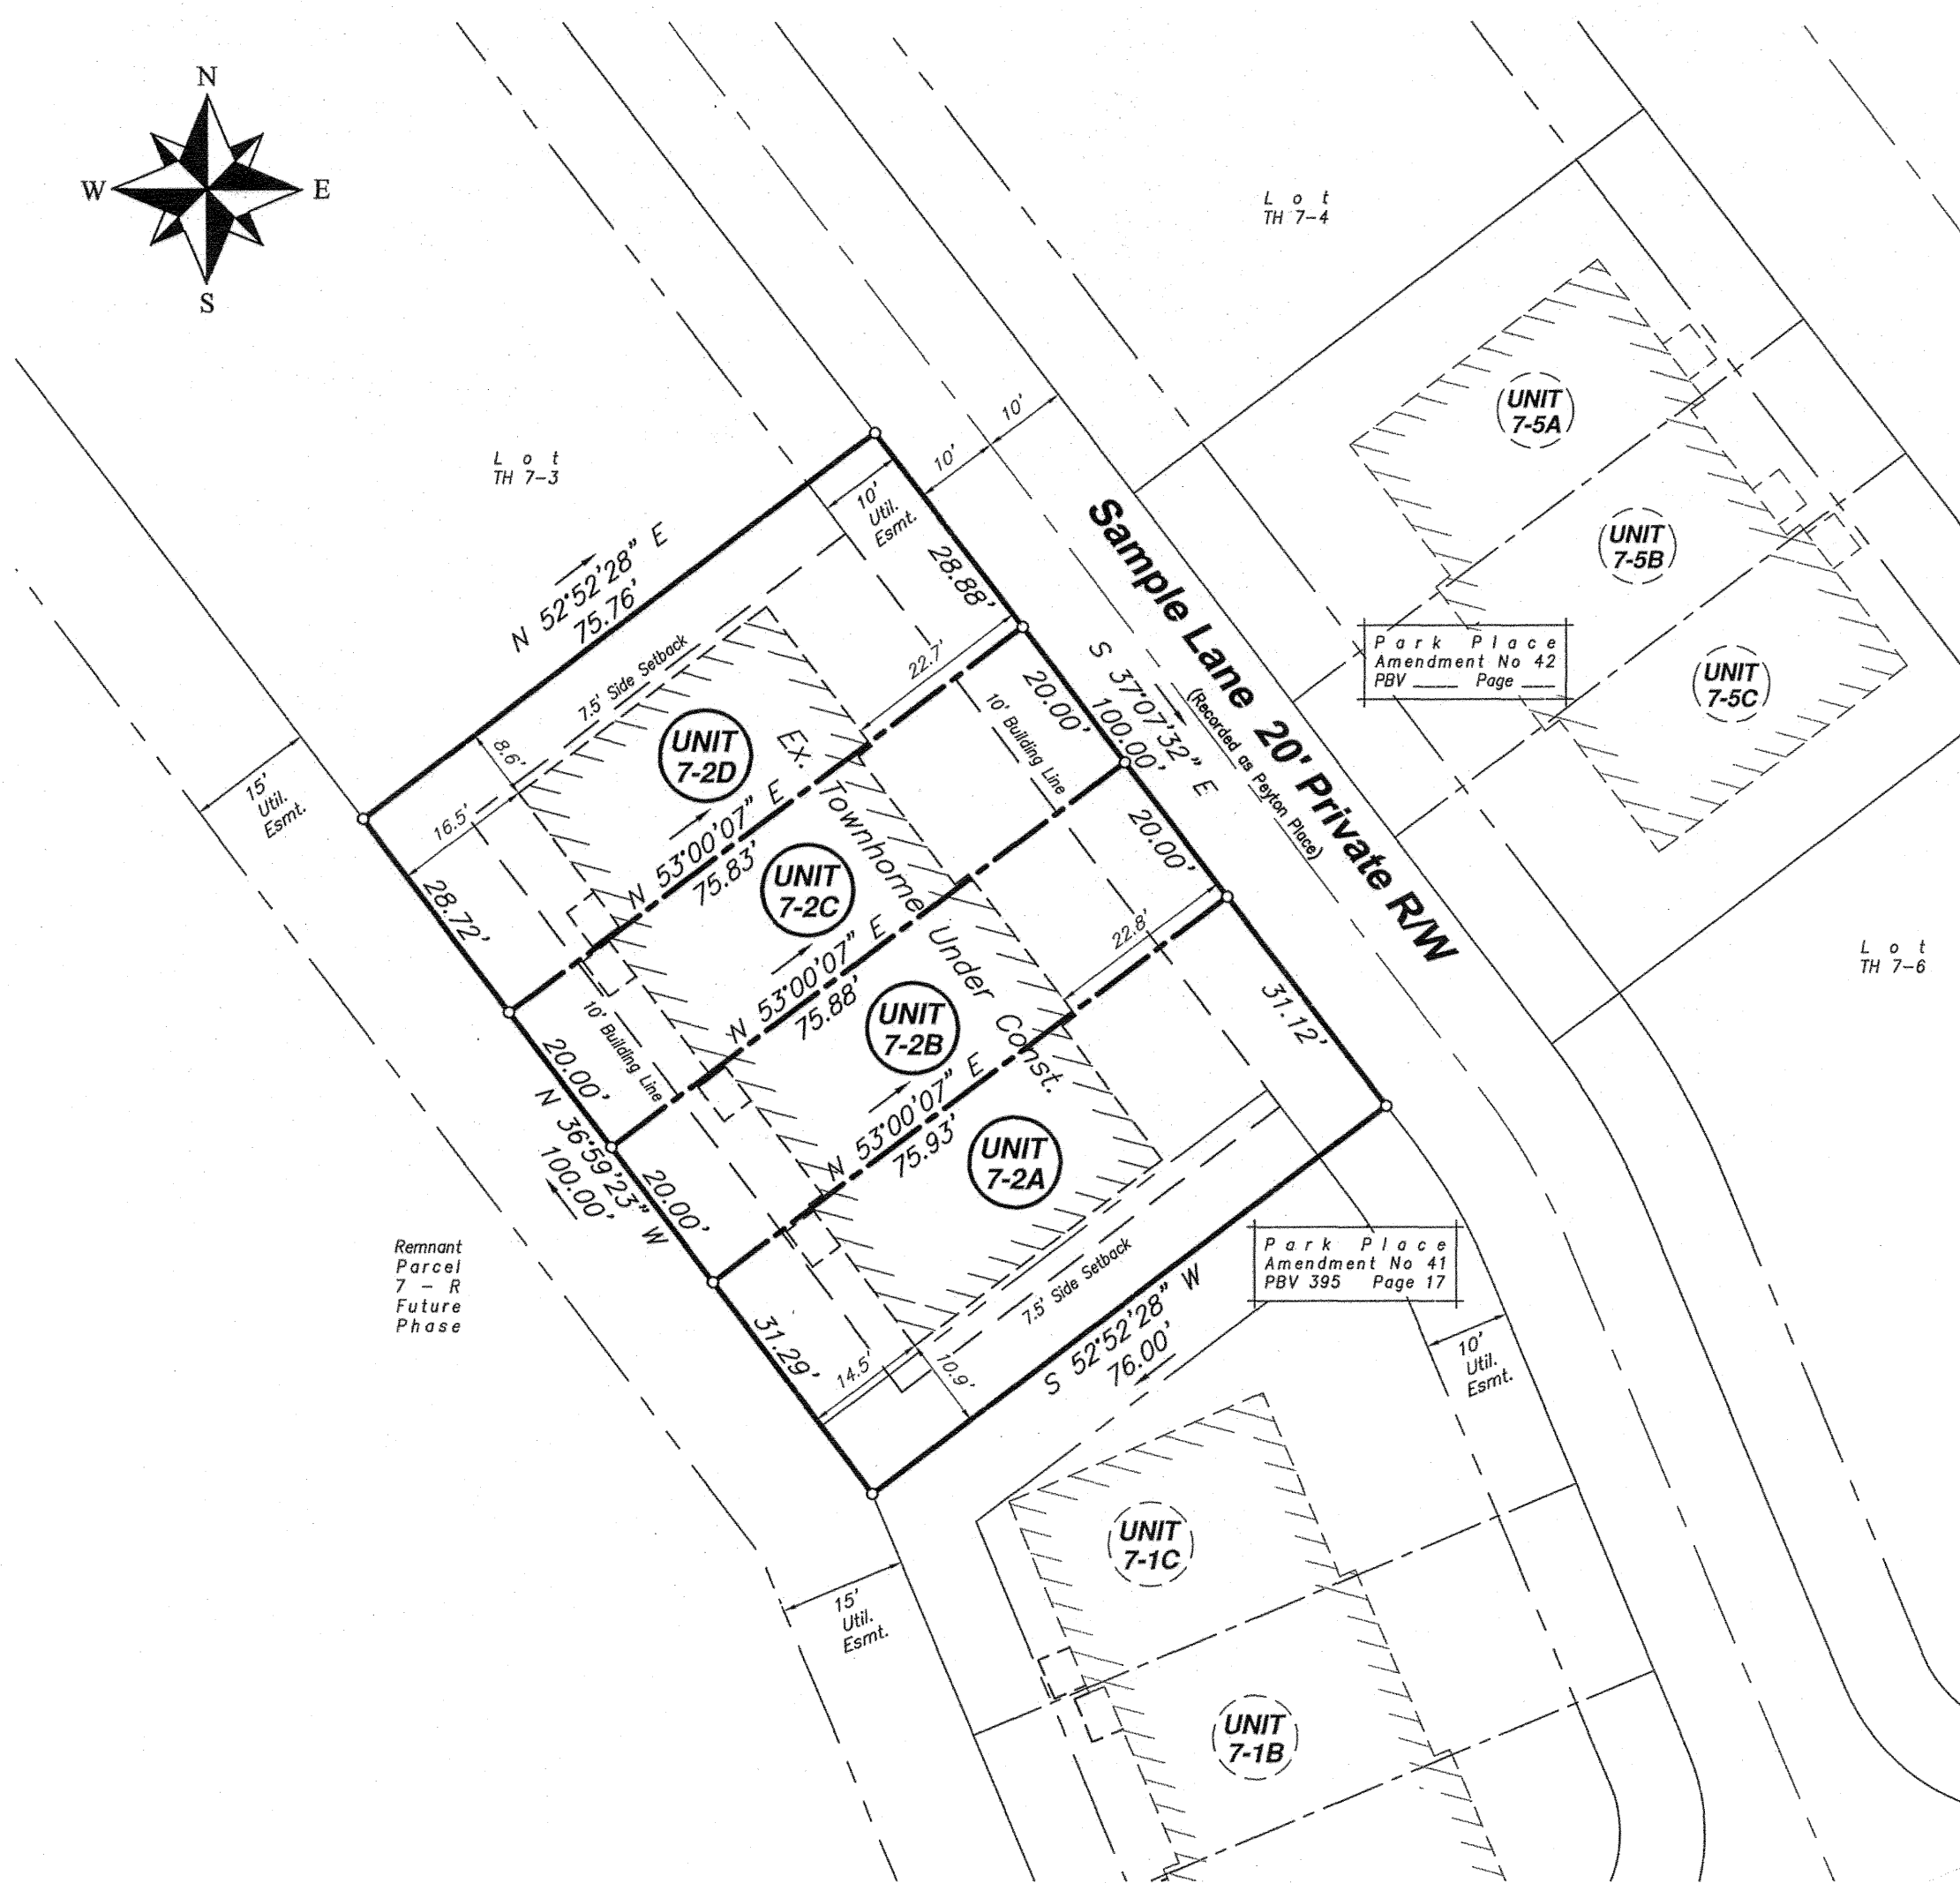 N
W E
S
L o t
TH 7-4
L o t
TH 7-3
10'
10'
10'
Util.
Esmt.
UNIT
7-5A
UNIT
7-5B
UNIT
7-5C
Park Place
Amendment No 42
PBV ____ Page ___
Sample Lane 20' Private R/W
(Recorded as Peyton Place)
S 37°07'32" E
100.00'
N 52°52'28" E
75.76'
28.88'
22.7'
7.5' Side Setback
8.6'
16.5'
15'
Util.
Esmt.
UNIT
7-2D
Ex. Townhome Under Const.
20.00'
10' Building Line
N 53°00'07" E
75.83'
28.72'
UNIT
7-2C
20.00'
22.8'
N 53°00'07" E
75.88'
10' Building Line
20.00'
UNIT
7-2B
31.12'
N 53°00'07" E
75.93'
N 36°59'23" W
100.00'
20.00'
UNIT
7-2A
L o t
TH 7-6
Remnant
Parcel
7 - R
Future
Phase
Park Place
Amendment No 41
PBV 395 Page 17
7.5' Side Setback
S 52°52'28" W
76.00'
31.29'
14.5'
10.9'
10'
Util.
Esmt.
15'
Util.
Esmt.
UNIT
7-1C
UNIT
7-1B